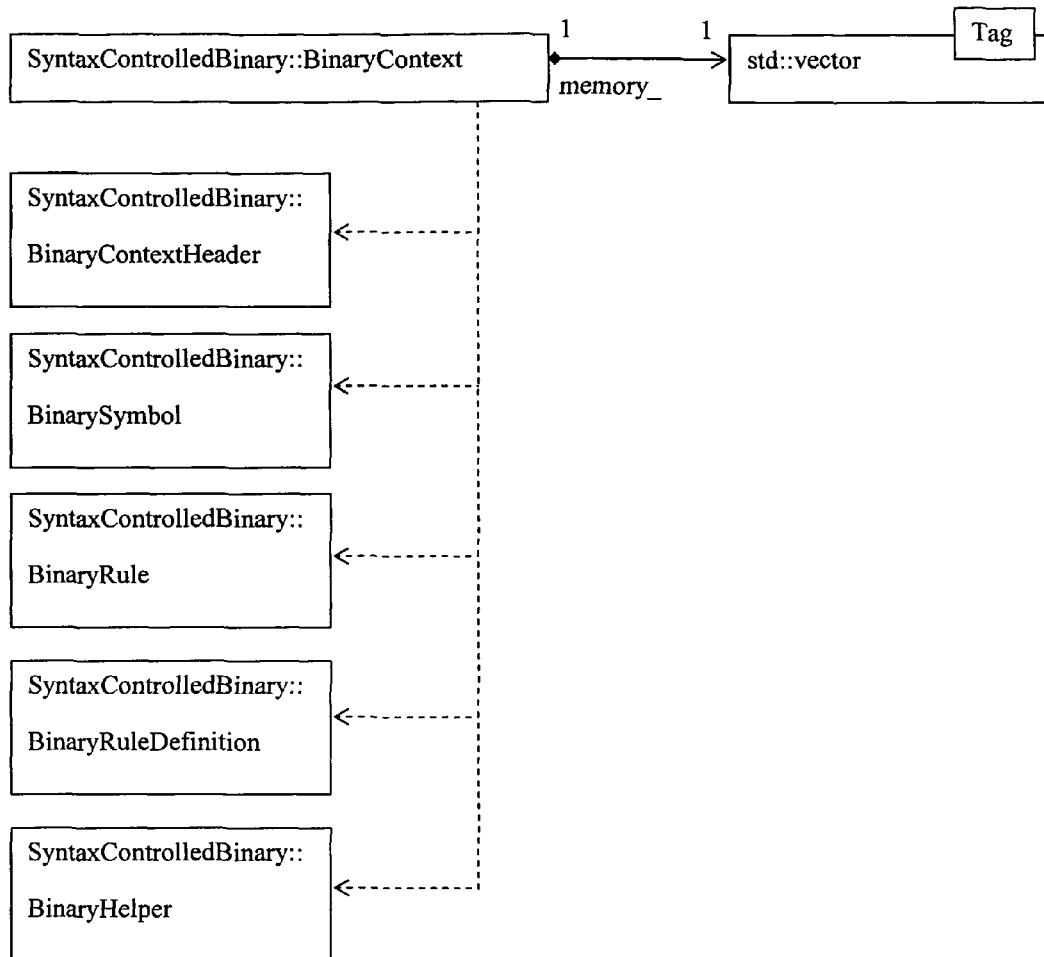 SyntaxControlledBinary::BinaryContext
1
1
memory_
std::vector
Tag
SyntaxControlledBinary::
BinaryContextHeader
SyntaxControlledBinary::
BinarySymbol
SyntaxControlledBinary::
BinaryRule
SyntaxControlledBinary::
BinaryRuleDefinition
SyntaxControlledBinary::
BinaryHelper